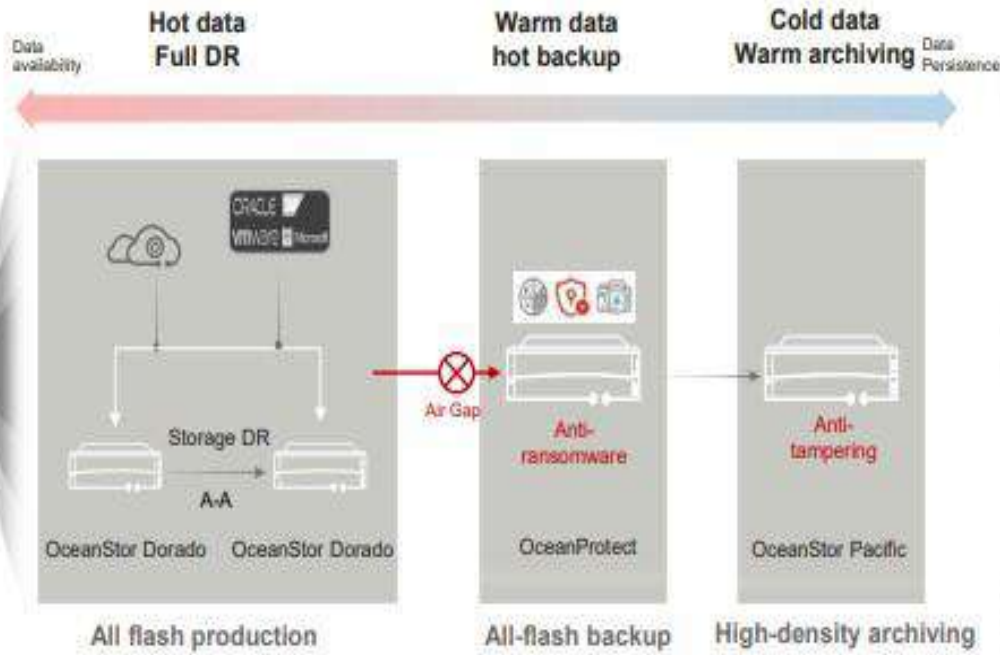 Hot data
Full DR
Warm data
hot backup
Cold data
Warm archiving
Data
availability
Data
Persistence
ORACLE
vmware Microsoft
Air Gap
Storage DR
A-A
Anti-
ransomware
Anti-
tampering
OceanStor Dorado
OceanStor Dorado
OceanProtect
OceanStor Pacific
All flash production
All-flash backup
High-density archiving